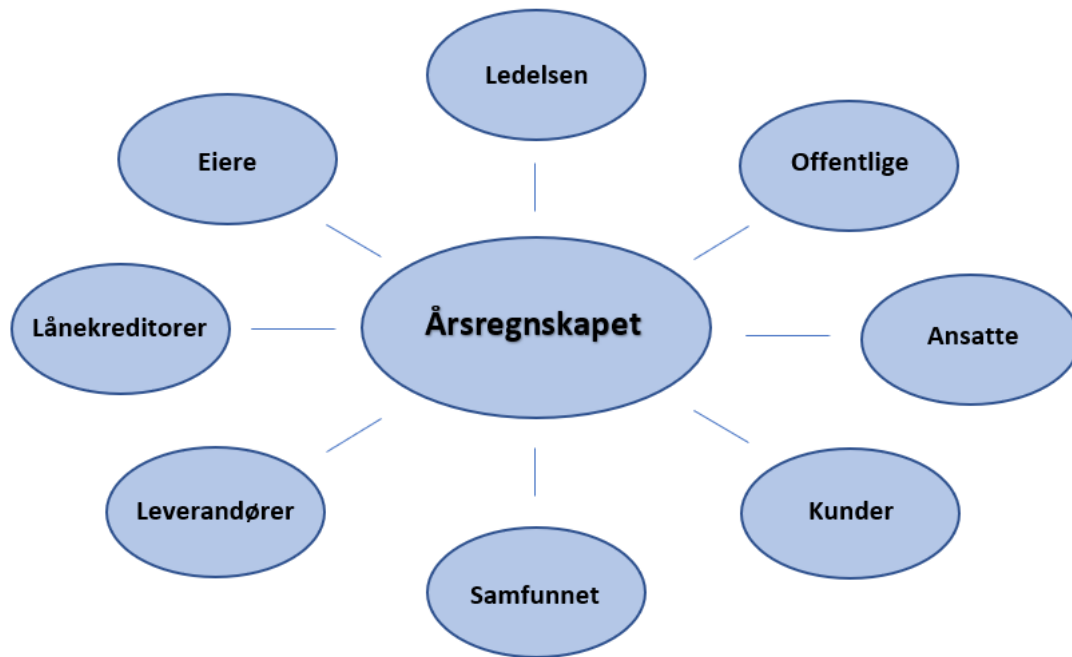 Ledelsen
Eiere
Offentlige
Årsregnskapet
Lånekreditorer
Ansatte
Leverandører
Kunder
Samfunnet